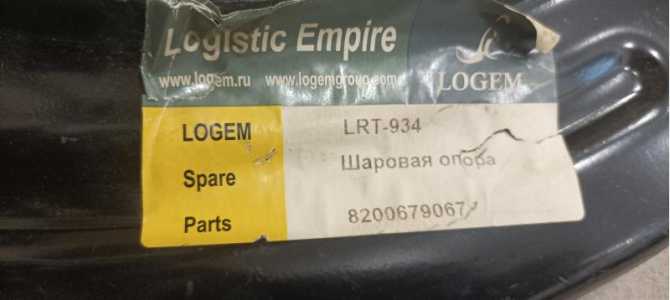 Logistic Empire
www.logem.ru www.logemgroup.com
LOGEM
LOGEM LRT-934
Spare Шаровая опора
Parts 8200679067